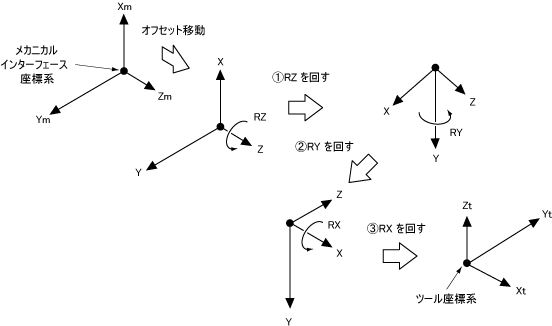 Xm
オフセット移動
メカニカル
インターフェース
座標系
Zm
Ym
X
RZ
Z
Y
①RZ を回す
X
Z
RY
Y
②RY を回す
Z
RX
X
Y
③RX を回す
Zt
Yt
Xt
ツール座標系